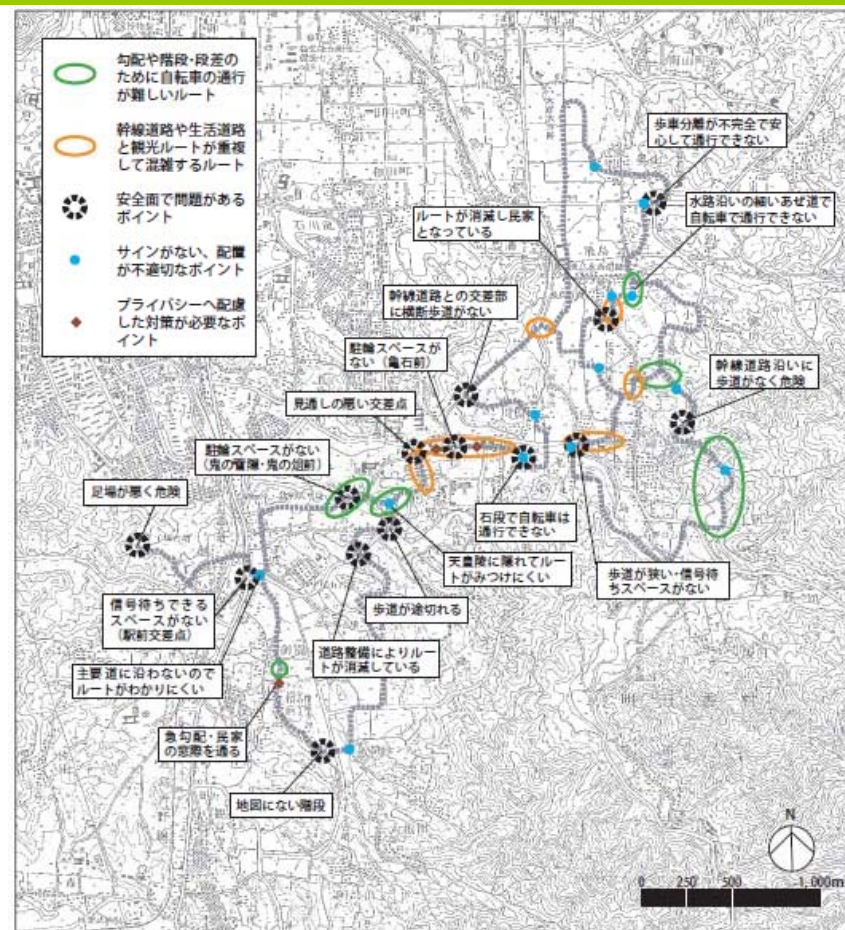 勾配や階段・段差の
ために自転車の通行
が難しいルート
幹線道路や生活道路
と観光ルートが重複
して混雑するルート
安全面で問題がある
ポイント
サインがない、配置
が不適切なポイント
プライバシーへ配慮
した対策が必要なポ
イント
歩車分離が不完全で安
心して通行できない
水路沿いの細いあぜ道で
自転車で通行できない
ルートが消滅し民家
となっている
幹線道路との交差部
に横断歩道がない
駐輪スペースが
ない（亀石前）
幹線道路沿いに
歩道がなく危険
見通しの悪い交差点
駐輪スペースがない
（鬼の雪隠・鬼の俎前）
足場が悪く危険
石段で自転車は
通行できない
天皇陵に隠れてルー
トがみつけにくい
歩道が狭い・信号待
ちスペースがない
信号待ちできる
スペースがない
（駅前交差点）
歩道が途切れる
道路整備によりルー
トが消滅している
主要道に沿わないので
ルートがわかりにくい
急勾配・民家
の窓際を通る
地図にない階段
N
0 250 500 1,000m